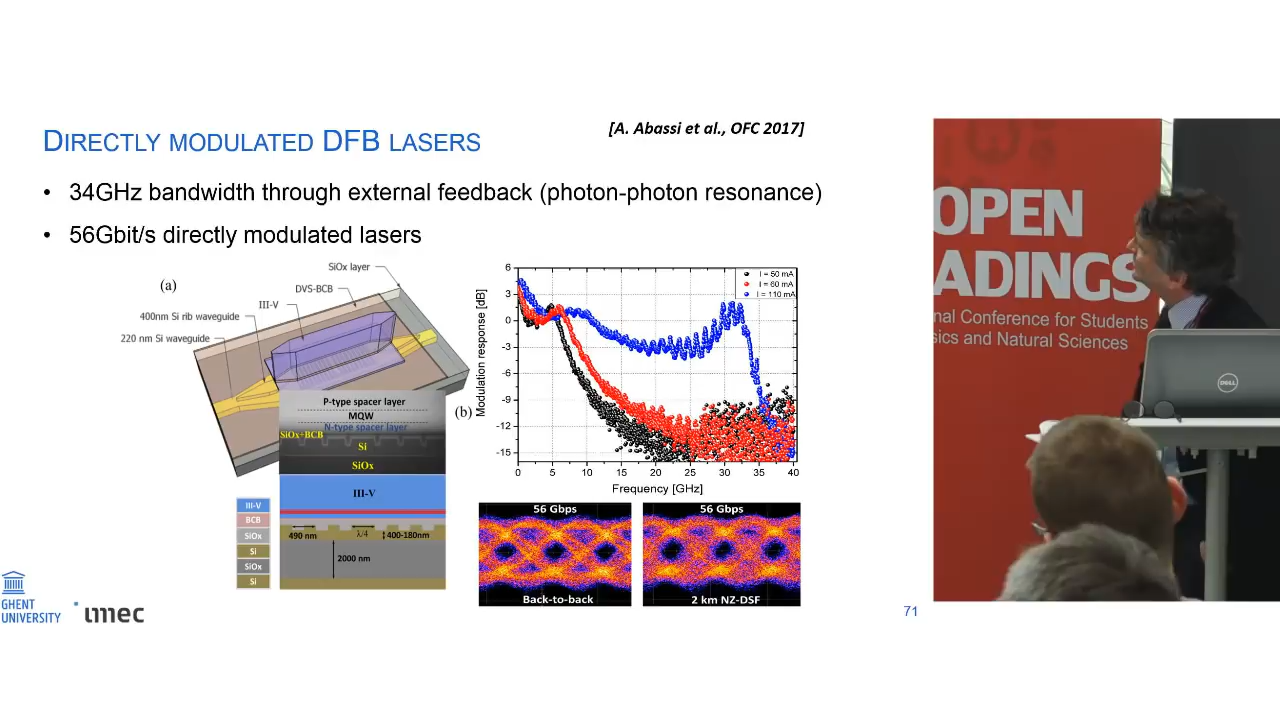 DIRECTLY MODULATED DFB LASERS
[A. Abassi et al., OFC 2017]
• 34GHz bandwidth through external feedback (photon-photon resonance)
• 56Gbit/s directly modulated lasers
(a)
SiOx layer
DVS-BCB
III-V
400nm Si rib waveguide
220 nm Si waveguide
P-type spacer layer
MQW
N-type spacer layer
SiOx+BCB
Si
SiOx
III-V
490 nm
λ/4
400-180nm
2000 nm
III-V
BCB
SiOx
Si
SiOx
Si
(b)
Modulation response [dB]
6
3
0
-3
-6
-9
-12
-15
I = 50 mA
I = 60 mA
I = 110 mA
0 5 10 15 20 25 30 35 40
Frequency [GHz]
56 Gbps
Back-to-back
56 Gbps
2 km NZ-DSF
GHENT
UNIVERSITY
imec
71
OPEN
ADINGS
nal Conference for Students
sics and Natural Sciences
DELL